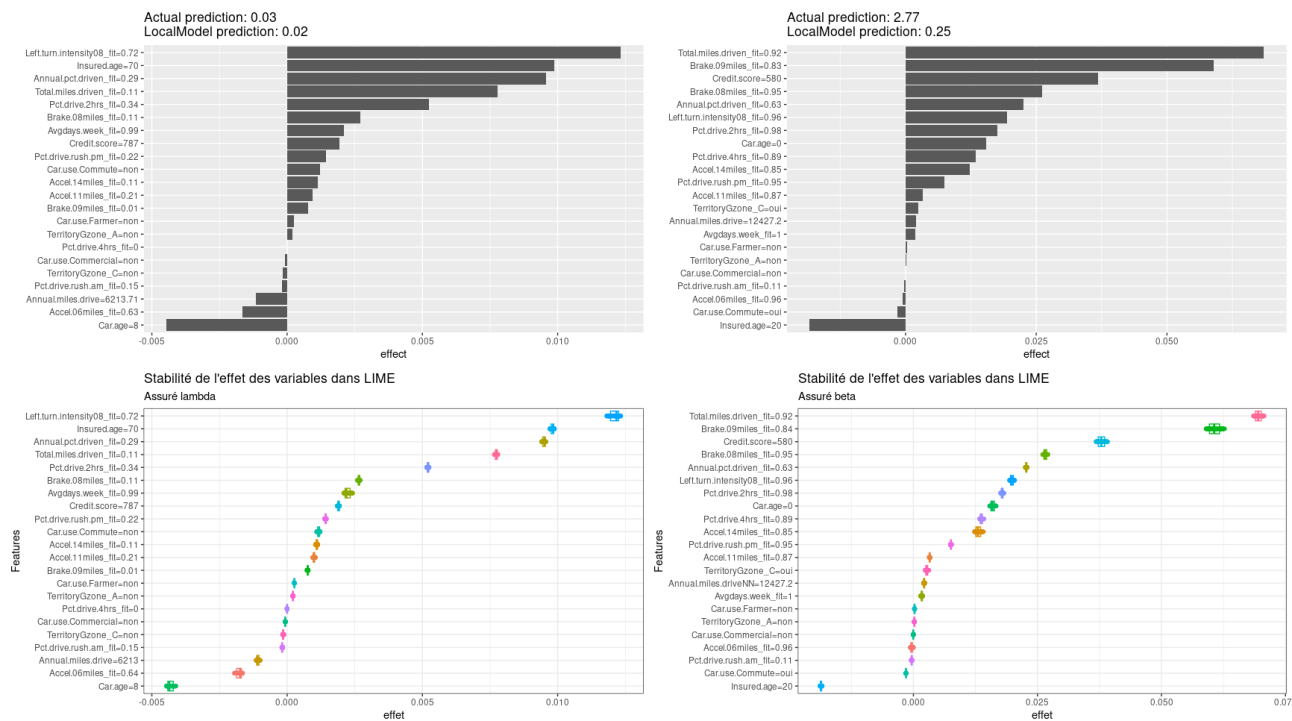 Actual prediction: 0.03
LocalModel prediction: 0.02
Left.turn.intensity08_fit=0.72
Insured.age=70
Annual.pct.driven_fit=0.29
Total.miles.driven_fit=0.11
Pct.drive.2hrs_fit=0.34
Brake.08miles_fit=0.11
Avgdays.week_fit=0.99
Credit.score=787
Pct.drive.rush.pm_fit=0.22
Car.use.Commute=non
Accel.14miles_fit=0.11
Accel.11miles_fit=0.21
Brake.09miles_fit=0.01
Car.use.Farmer=non
TerritoryGzone_A=non
Pct.drive.4hrs_fit=0
Car.use.Commercial=non
TerritoryGzone_C=non
Pct.drive.rush.am_fit=0.15
Annual.miles.drive=6213.71
Accel.06miles_fit=0.63
Car.age=8
-0.005 0.000 0.005 0.010
effect
Actual prediction: 2.77
LocalModel prediction: 0.25
Total.miles.driven_fit=0.92
Brake.09miles_fit=0.83
Credit.score=580
Brake.08miles_fit=0.95
Annual.pct.driven_fit=0.63
Left.turn.intensity08_fit=0.96
Pct.drive.2hrs_fit=0.98
Car.age=0
Pct.drive.4hrs_fit=0.89
Accel.14miles_fit=0.85
Pct.drive.rush.pm_fit=0.95
Accel.11miles_fit=0.87
TerritoryGzone_C=oui
Annual.miles.drive=12427.2
Avgdays.week_fit=1
Car.use.Farmer=non
TerritoryGzone_A=non
Car.use.Commercial=non
Pct.drive.rush.am_fit=0.11
Accel.06miles_fit=0.96
Car.use.Commute=oui
Insured.age=20
0.000 0.025 0.050
effect
Stabilité de l'effet des variables dans LIME
Assuré lambda
Features
Left.turn.intensity08_fit=0.72
Insured.age=70
Annual.pct.driven_fit=0.29
Total.miles.driven_fit=0.11
Pct.drive.2hrs_fit=0.34
Brake.08miles_fit=0.11
Avgdays.week_fit=0.99
Credit.score=787
Pct.drive.rush.pm_fit=0.22
Car.use.Commute=non
Accel.14miles_fit=0.11
Accel.11miles_fit=0.21
Brake.09miles_fit=0.01
Car.use.Farmer=non
TerritoryGzone_A=non
Pct.drive.4hrs_fit=0
Car.use.Commercial=non
TerritoryGzone_C=non
Pct.drive.rush.am_fit=0.15
Annual.miles.drive=6213
Accel.06miles_fit=0.64
Car.age=8
-0.005 0.000 0.005 0.010
effet
Stabilité de l'effet des variables dans LIME
Assuré beta
Features
Total.miles.driven_fit=0.92
Brake.09miles_fit=0.84
Credit.score=580
Brake.08miles_fit=0.95
Annual.pct.driven_fit=0.63
Left.turn.intensity08_fit=0.96
Pct.drive.2hrs_fit=0.98
Car.age=0
Pct.drive.4hrs_fit=0.89
Accel.14miles_fit=0.85
Pct.drive.rush.pm_fit=0.95
Accel.11miles_fit=0.87
TerritoryGzone_C=oui
Annual.miles.driveNN=12427.2
Avgdays.week_fit=1
Car.use.Farmer=non
TerritoryGzone_A=non
Car.use.Commercial=non
Accel.06miles_fit=0.96
Pct.drive.rush.am_fit=0.11
Car.use.Commute=oui
Insured.age=20
0.000 0.025 0.050 0.07
effet